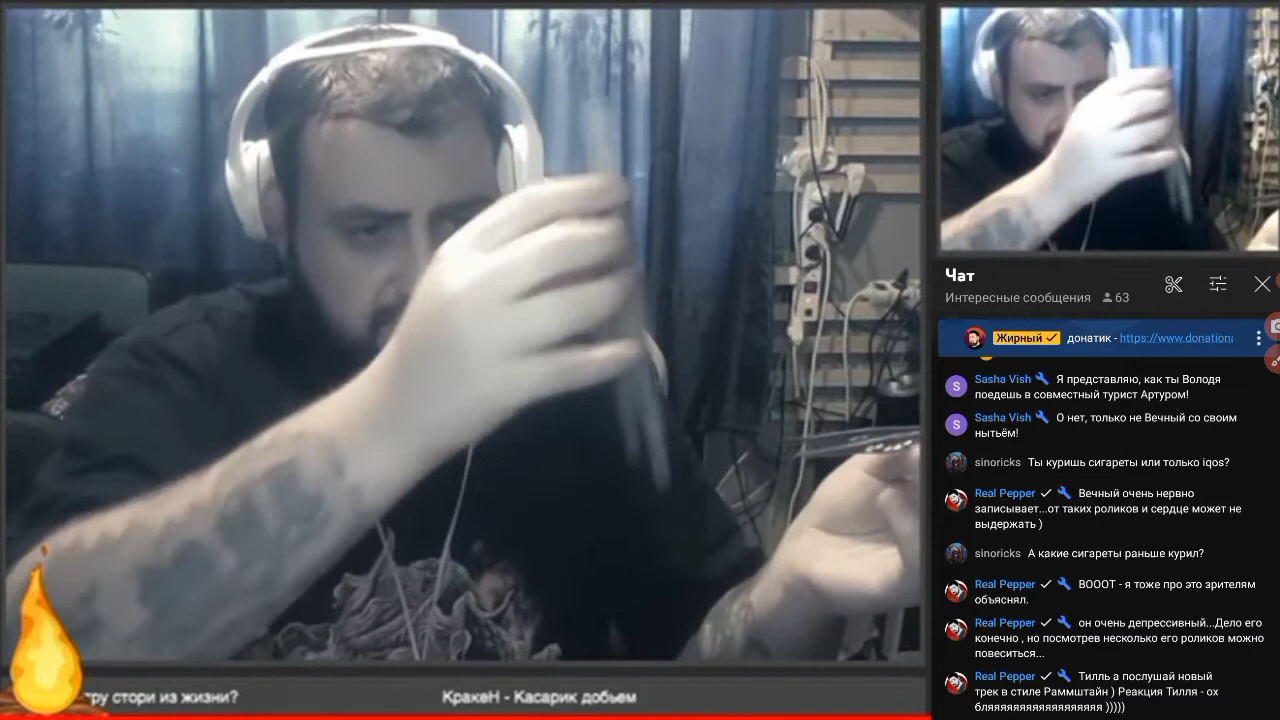 Чат
Интересные сообщения 63
Жирный донатик - https://www.donationa
S Sasha Vish Я представляю, как ты Володя
поедешь в совместный турист Артуром!
S Sasha Vish О нет, только не Вечный со своим
нытьём!
sinoricks Ты куришь сигареты или только iqos?
Real Pepper Вечный очень нервно
записывает...от таких роликов и сердце может не
выдержать )
sinoricks А какие сигареты раньше курил?
Real Pepper ВОООТ - я тоже про это зрителям
объяснял.
Real Pepper он очень депрессивный...Дело его
конечно , но посмотрев несколько его роликов можно
повеситься...
Real Pepper Тилль а послушай новый
трек в стиле Раммштайн ) Реакция Тилля - ох
бляяяяяяяяяяяяяяяяяяя )))))
тру стори из жизни? КракеН - Касарик добьем